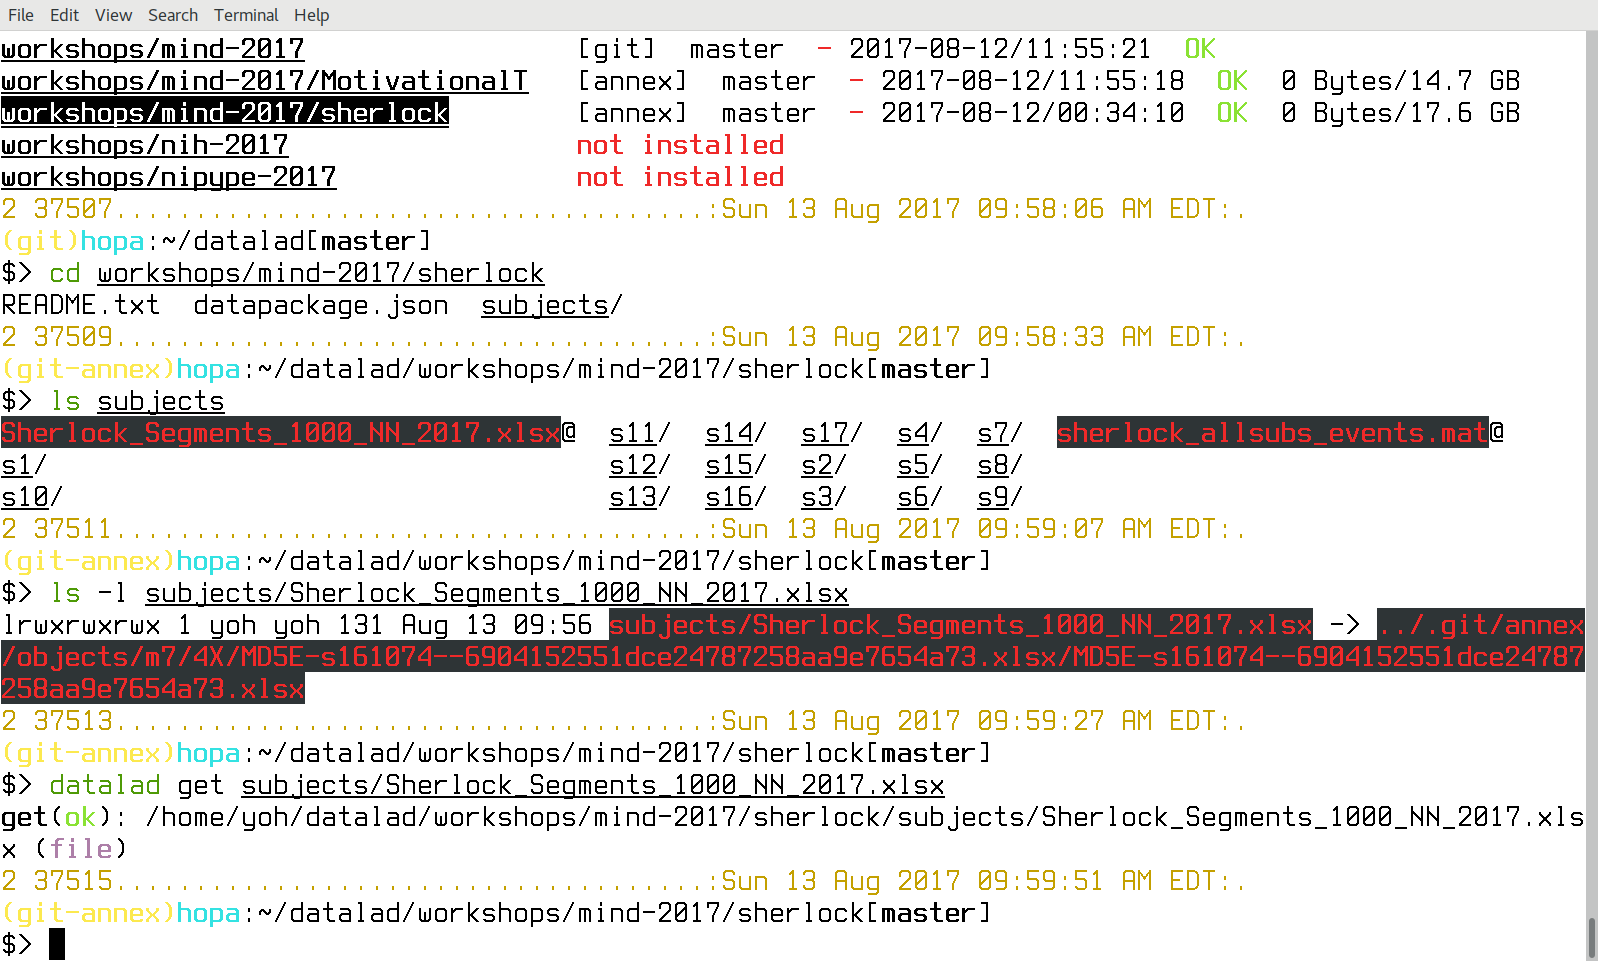 File Edit View Search Terminal Help
workshops/mind-2017 [git] master - 2017-08-12/11:55:21 OK
workshops/mind-2017/MotivationalT [annex] master - 2017-08-12/11:55:18 OK 0 Bytes/14.7 GB
workshops/mind-2017/sherlock [annex] master - 2017-08-12/00:34:10 OK 0 Bytes/17.6 GB
workshops/nih-2017 not installed
workshops/nipype-2017 not installed
2 37507.....................................:Sun 13 Aug 2017 09:58:06 AM EDT:.
(git)hopa:~/datalad[master]
$> cd workshops/mind-2017/sherlock
README.txt datapackage.json subjects/
2 37509.....................................:Sun 13 Aug 2017 09:58:33 AM EDT:.
(git-annex)hopa:~/datalad/workshops/mind-2017/sherlock[master]
$> ls subjects
Sherlock_Segments_1000_NN_2017.xlsx@ s11/ s14/ s17/ s4/ s7/ sherlock_allsubs_events.mat@
s1/ s12/ s15/ s2/ s5/ s8/
s10/ s13/ s16/ s3/ s6/ s9/
2 37511.....................................:Sun 13 Aug 2017 09:59:07 AM EDT:.
(git-annex)hopa:~/datalad/workshops/mind-2017/sherlock[master]
$> ls -l subjects/Sherlock_Segments_1000_NN_2017.xlsx
lrwxrwxrwx 1 yoh yoh 131 Aug 13 09:56 subjects/Sherlock_Segments_1000_NN_2017.xlsx -> ../.git/annex
/objects/m7/4X/MD5E-s161074--6904152551dce24787258aa9e7654a73.xlsx/MD5E-s161074--6904152551dce24787
258aa9e7654a73.xlsx
2 37513.....................................:Sun 13 Aug 2017 09:59:27 AM EDT:.
(git-annex)hopa:~/datalad/workshops/mind-2017/sherlock[master]
$> datalad get subjects/Sherlock_Segments_1000_NN_2017.xlsx
get(ok): /home/yoh/datalad/workshops/mind-2017/sherlock/subjects/Sherlock_Segments_1000_NN_2017.xls
x (file)
2 37515.....................................:Sun 13 Aug 2017 09:59:51 AM EDT:.
(git-annex)hopa:~/datalad/workshops/mind-2017/sherlock[master]
$>